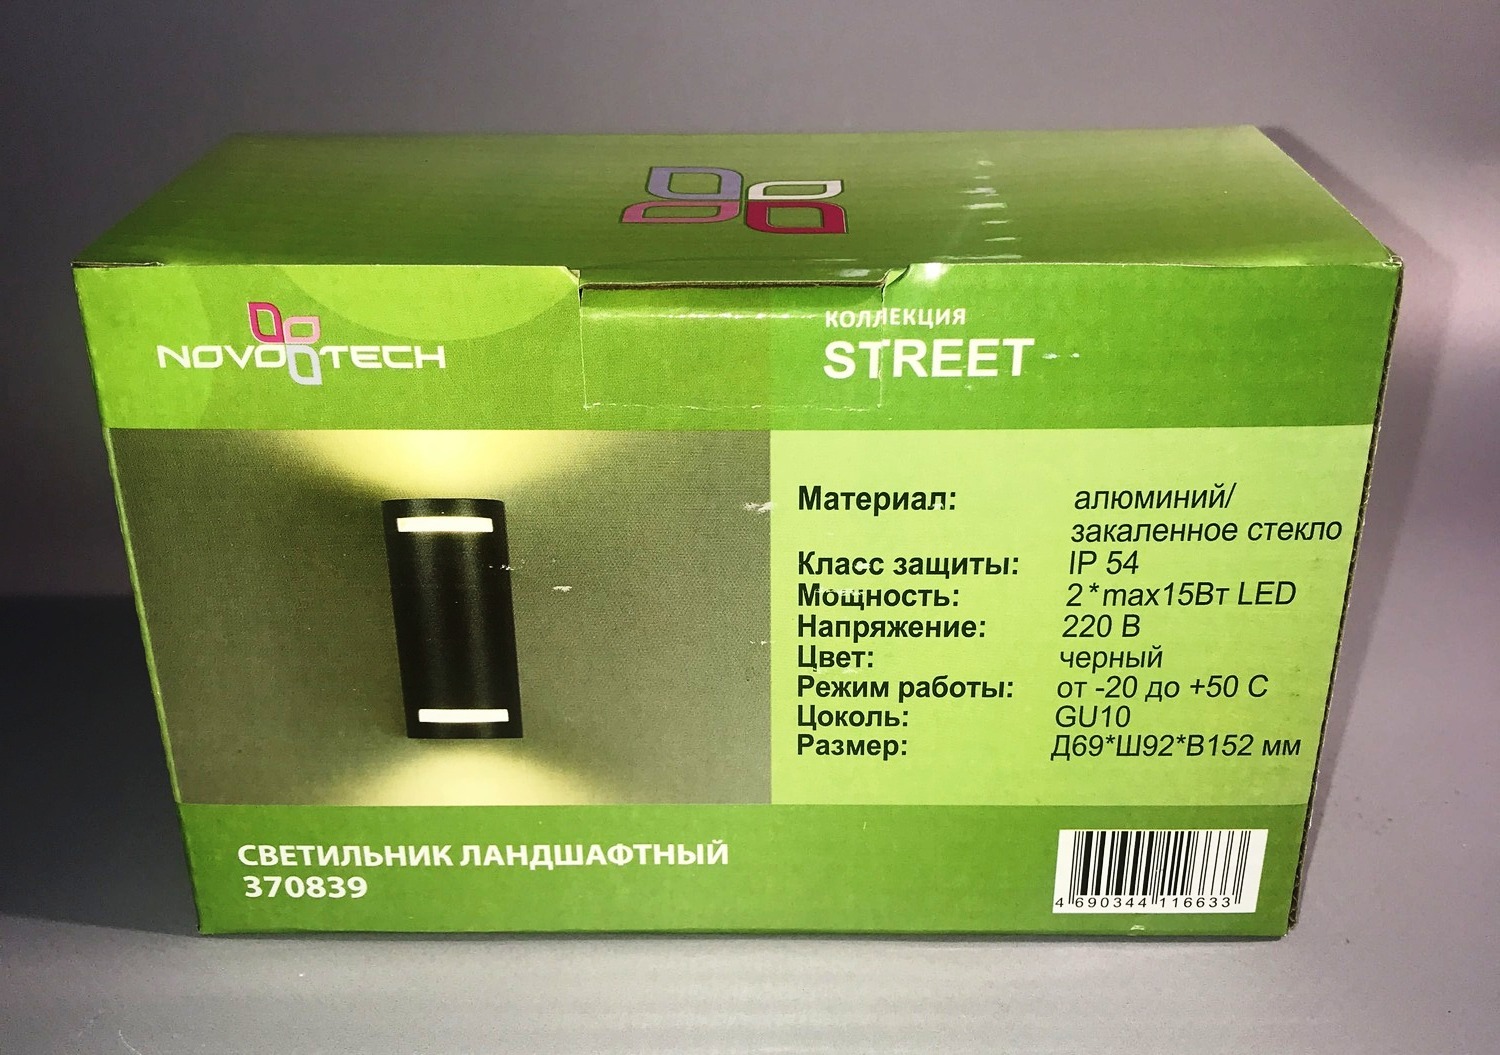 NOVOTECH
КОЛЛЕКЦИЯ
STREET
Материал: алюминий/
закаленное стекло
Класс защиты: IP 54
Мощность: 2*max15Вт LED
Напряжение: 220 В
Цвет: черный
Режим работы: от -20 до +50 С
Цоколь: GU10
Размер: Д69*Ш92*В152 мм
СВЕТИЛЬНИК ЛАНДШАФТНЫЙ
370839
4 690344 116633